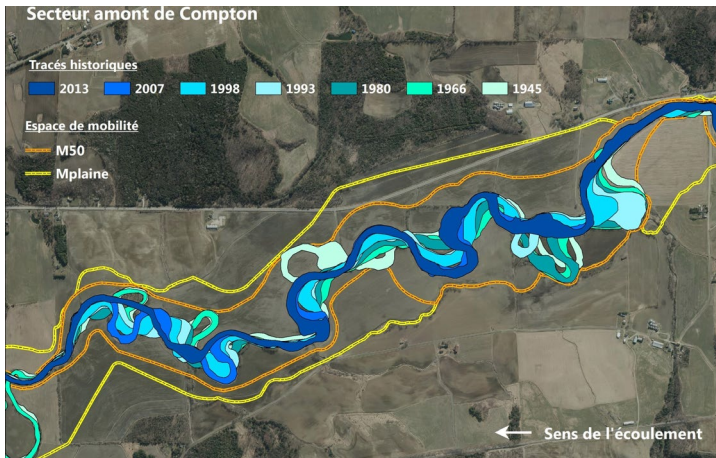 Secteur amont de Compton
Tracés historiques
2013 2007 1998 1993 1980 1966 1945
Espace de mobilité
M50
Mplaine
Sens de l'écoulement